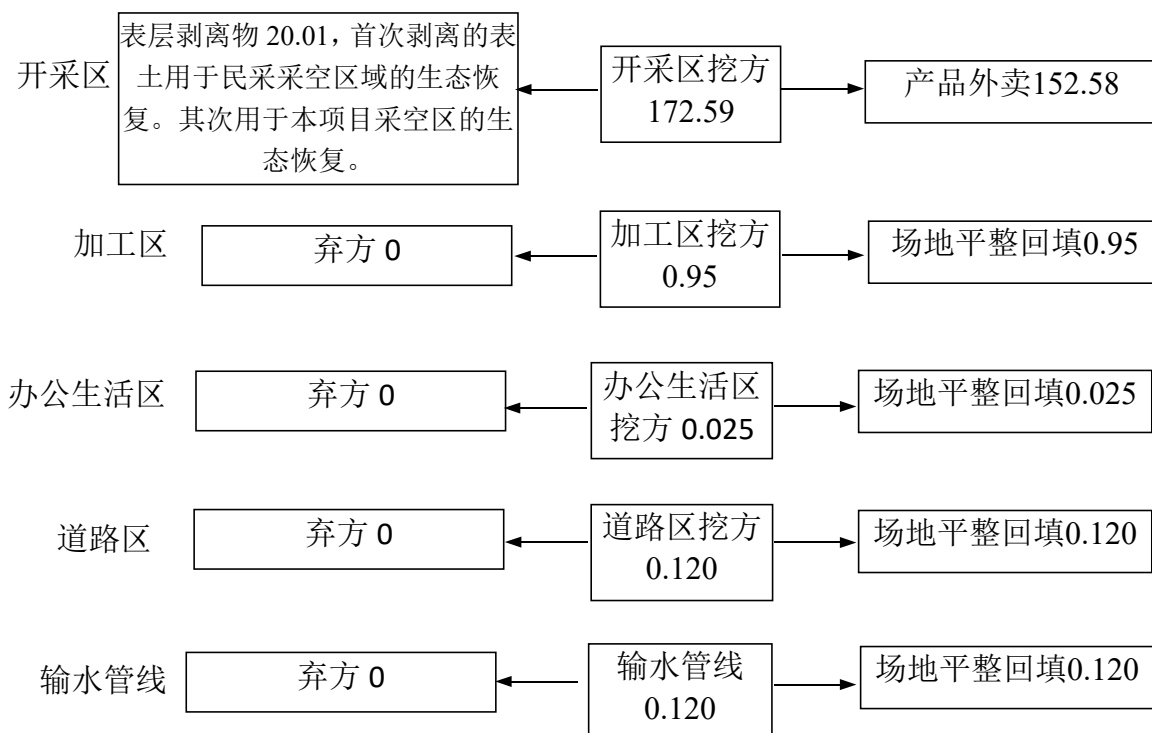 开采区
表层剥离物 20.01，首次剥离的表
土用于民采采空区域的生态恢
复。其次用于本项目采空区的生
态恢复。
开采区挖方
172.59
产品外卖152.58
加工区
弃方 0
加工区挖方
0.95
场地平整回填0.95
办公生活区
弃方 0
办公生活区
挖方 0.025
场地平整回填0.025
道路区
弃方 0
道路区挖方
0.120
场地平整回填0.120
输水管线
弃方 0
输水管线
0.120
场地平整回填0.120